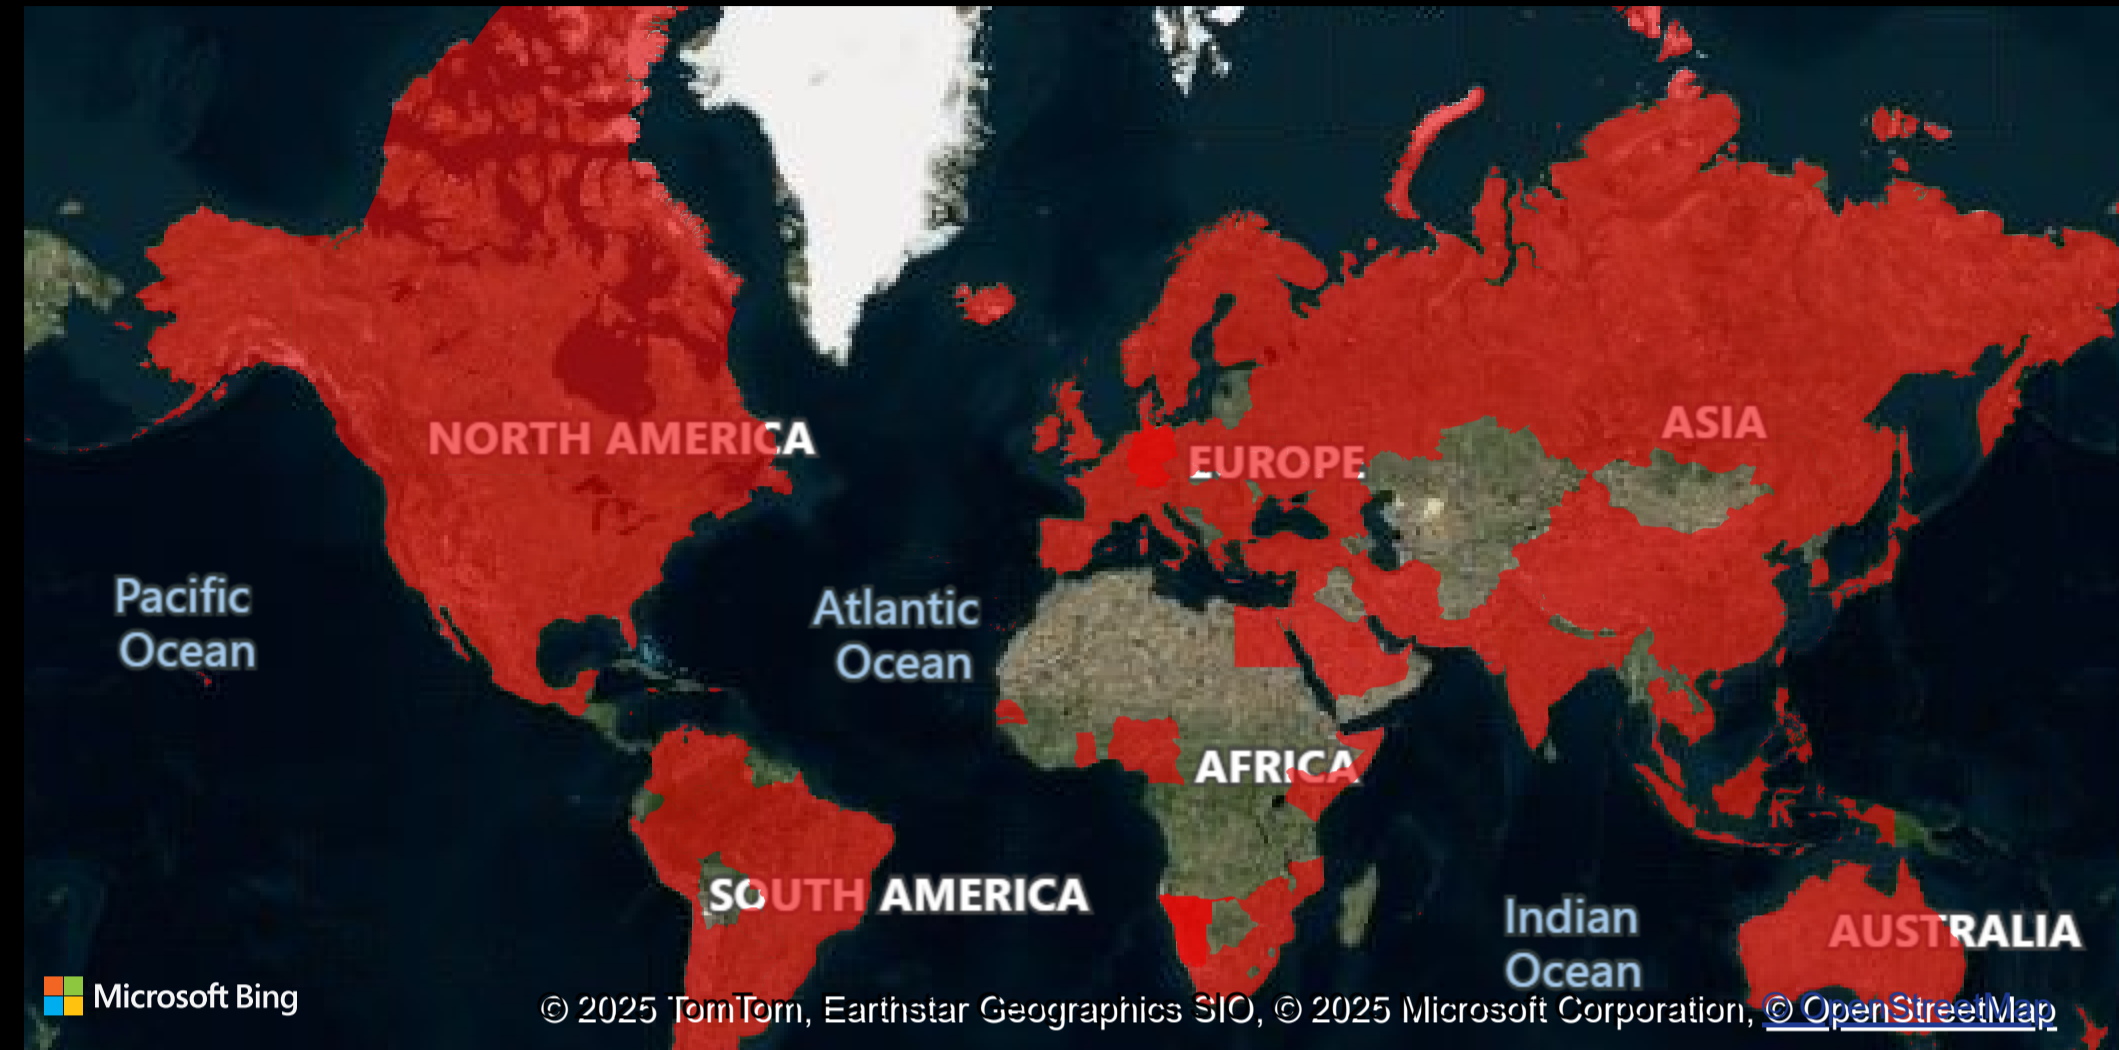 NORTH AMERICA
ASIA
EUROPE
Pacific
Ocean
Atlantic
Ocean
AFRICA
SOUTH AMERICA
Indian
Ocean
AUSTRALIA
Microsoft Bing
© 2025 TomTom, Earthstar Geographics SIO, © 2025 Microsoft Corporation, © OpenStreetMap